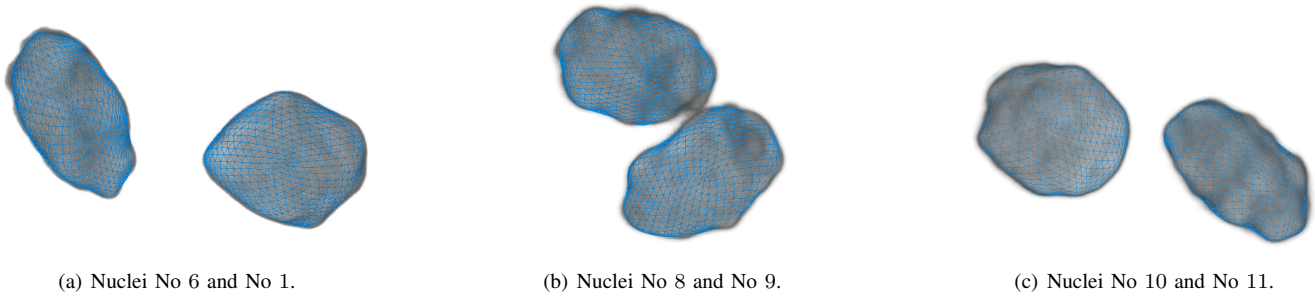 (a) Nuclei No 6 and No 1.
(b) Nuclei No 8 and No 9.
(c) Nuclei No 10 and No 11.